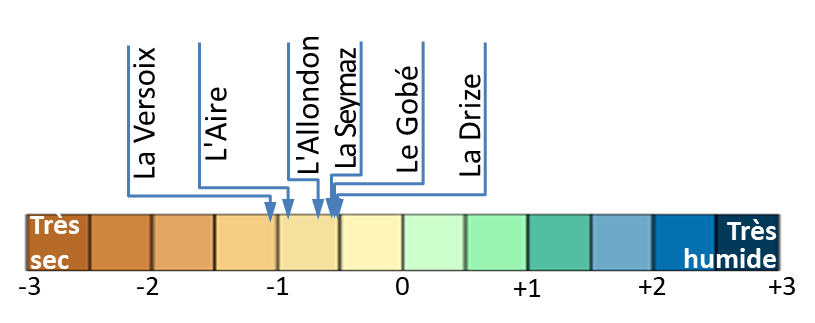 La Versoix
L'Aire
L'Allondon
La Seymaz
Le Gobé
La Drize
Très
sec
Très
humide
-3
-2
-1
0
+1
+2
+3